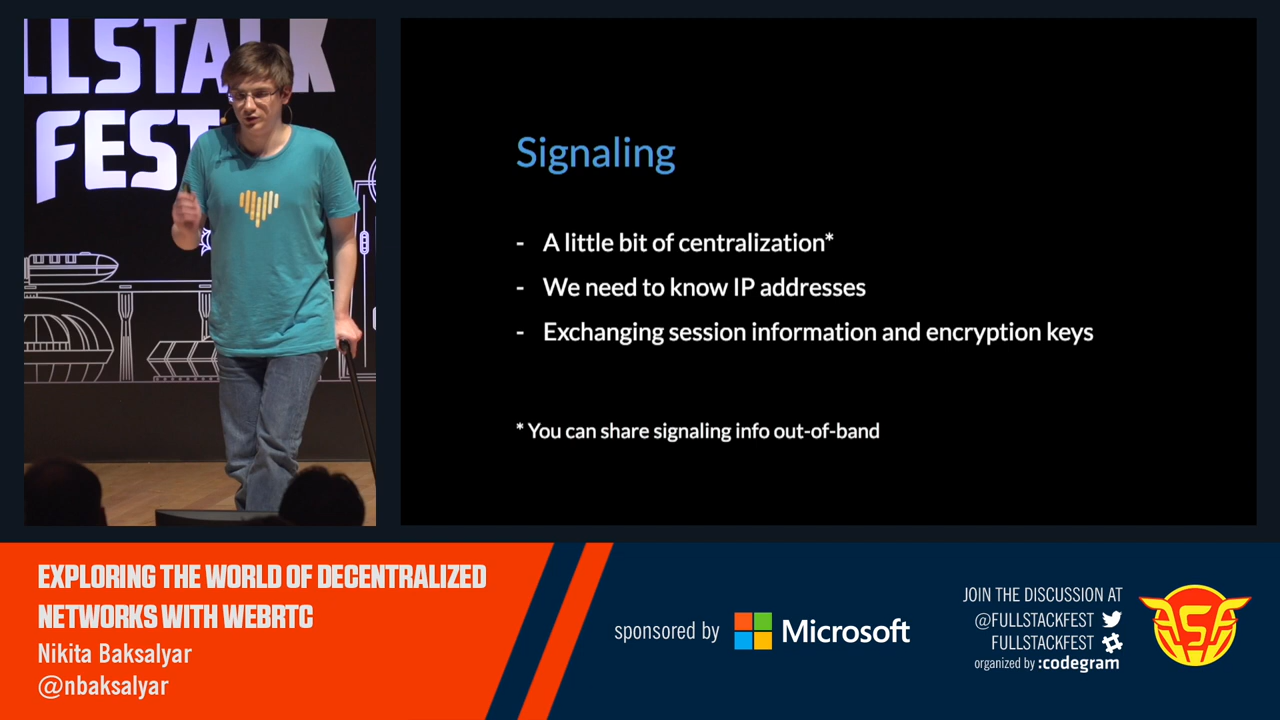 LLSTACK
FEST
Signaling
- A little bit of centralization*
- We need to know IP addresses
- Exchanging session information and encryption keys
* You can share signaling info out-of-band
EXPLORING THE WORLD OF DECENTRALIZED
NETWORKS WITH WEBRTC
Nikita Baksalyar
@nbaksalyar
sponsored by Microsoft
JOIN THE DISCUSSION AT
@FULLSTACKFEST
FULLSTACKFEST
organized by :codegram
FSF